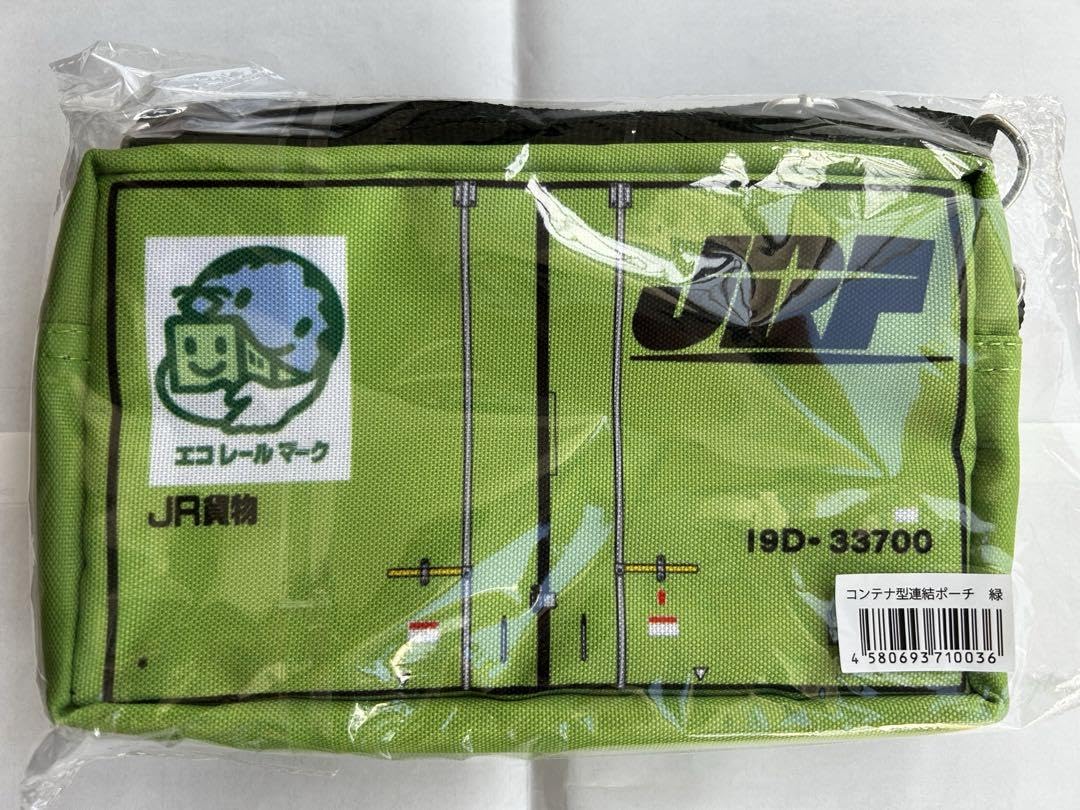 JRF
エコレールマーク
JR貨物
19D-33700
コンテナ型連結ポーチ 緑
4 580693 710036